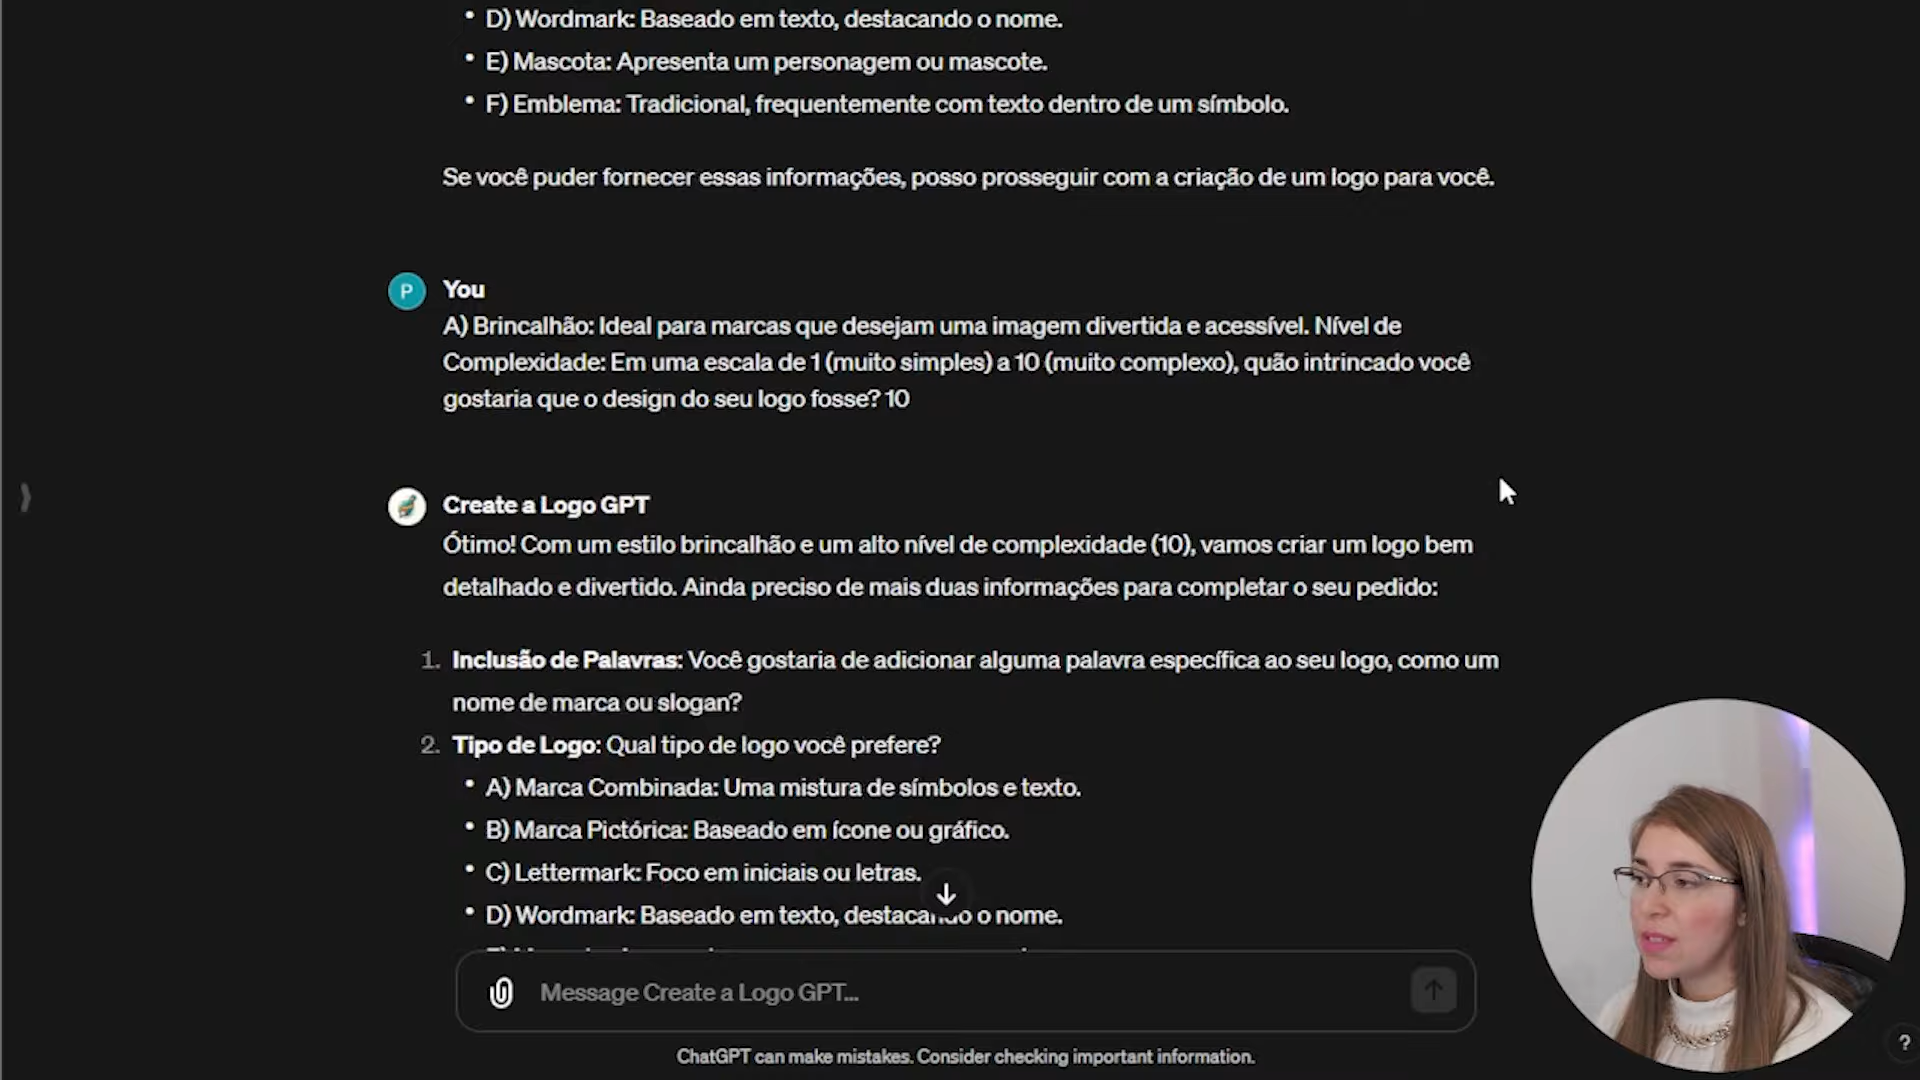 D) Wordmark: Baseado em texto, destacando o nome.
E) Mascota: Apresenta um personagem ou mascote.
F) Emblema: Tradicional, frequentemente com texto dentro de um símbolo.
Se você puder fornecer essas informações, posso prosseguir com a criação de um logo para você.
P
You
A) Brincalhão: Ideal para marcas que desejam uma imagem divertida e acessível. Nível de
Complexidade: Em uma escala de 1 (muito simples) a 10 (muito complexo), quão intrincado você
gostaria que o design do seu logo fosse? 10
Create a Logo GPT
Ótimo! Com um estilo brincalhão e um alto nível de complexidade (10), vamos criar um logo bem
detalhado e divertido. Ainda preciso de mais duas informações para completar o seu pedido:
1. Inclusão de Palavras: Você gostaria de adicionar alguma palavra específica ao seu logo, como um
nome de marca ou slogan?
2. Tipo de Logo: Qual tipo de logo você prefere?
A) Marca Combinada: Uma mistura de símbolos e texto.
B) Marca Pictórica: Baseado em ícone ou gráfico.
C) Lettermark: Foco em iniciais ou letras.
D) Wordmark: Baseado em texto, destacando o nome.
Message Create a Logo GPT...
ChatGPT can make mistakes. Consider checking important information.
?